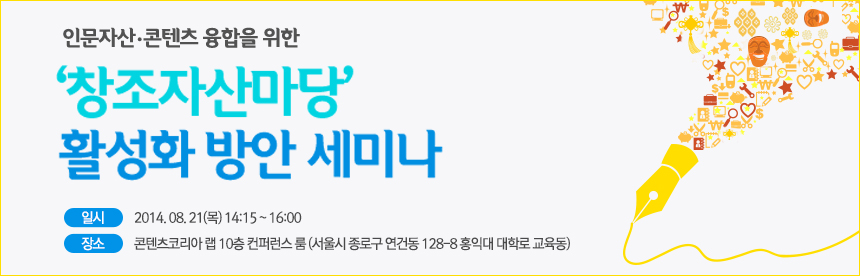 인문자산·콘텐츠 융합을 위한
‘창조자산마당’
활성화 방안 세미나
일시 2014. 08. 21(목) 14:15 ~ 16:00
장소 콘텐츠코리아 랩 10층 컨퍼런스 룸 (서울시 종로구 연건동 128-8 홍익대 대학로 교육동)